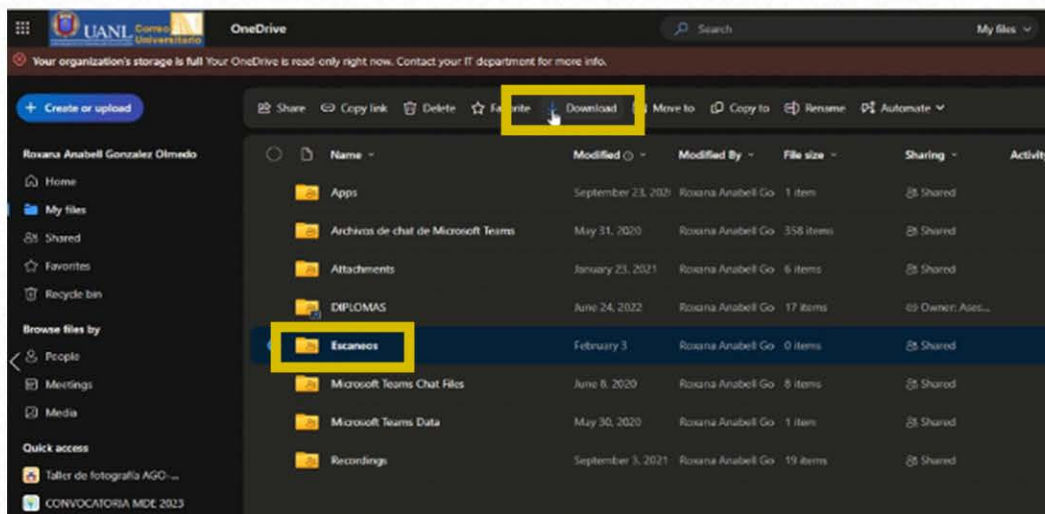 UANL Correo Universitario
OneDrive
Search
My files
Your organization's storage is full Your OneDrive is read-only right now. Contact your IT department for more info.
+ Create or upload
Share Copy link Delete Favorite Download Move to Copy to Rename Automate
Roxana Anabell Gonzalez Olmedo
Home
My files
Shared
Favorites
Recycle bin
Browse files by
People
Meetings
Media
Quick access
Taller de fotografía AGO-...
CONVOCATORIA MDE 2023
Name Modified Modified By File size Sharing Activity
Apps September 23, 202 Roxana Anabell Go 1 item Shared
Archivos de chat de Microsoft Teams May 31, 2020 Roxana Anabell Go 358 items Shared
Attachments January 23, 2021 Roxana Anabell Go 6 items Shared
DIPLOMAS June 24, 2022 Roxana Anabell Go 17 items Owner: Ases...
Escaneos February 3 Roxana Anabell Go 0 items Shared
Microsoft Teams Chat Files June 8, 2020 Roxana Anabell Go 8 items Shared
Microsoft Teams Data May 30, 2020 Roxana Anabell Go 1 item Shared
Recordings September 3, 2021 Roxana Anabell Go 19 items Shared